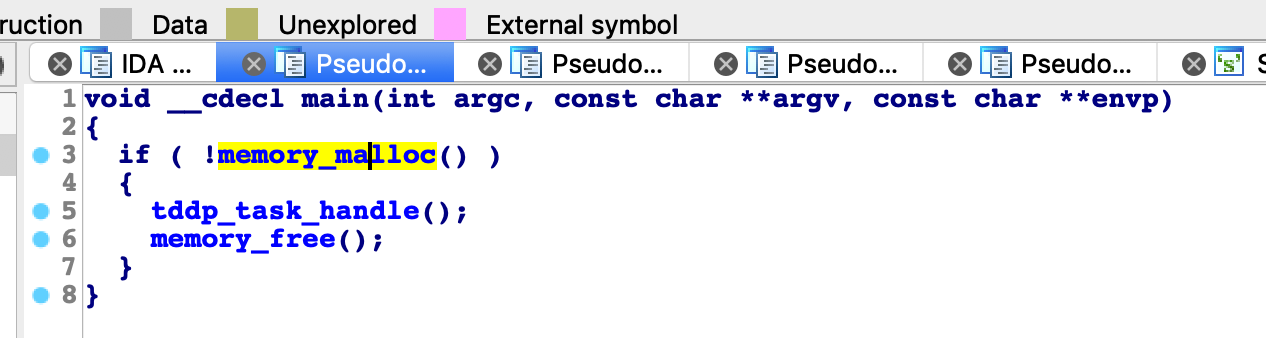 ruction Data Unexplored External symbol
IDA ... Pseudo... Pseudo... Pseudo... Pseudo... 's' S
1 void __cdecl main(int argc, const char **argv, const char **envp)
2 {
3 if ( !memory_malloc() )
4 {
5 tddp_task_handle();
6 memory_free();
7 }
8 }